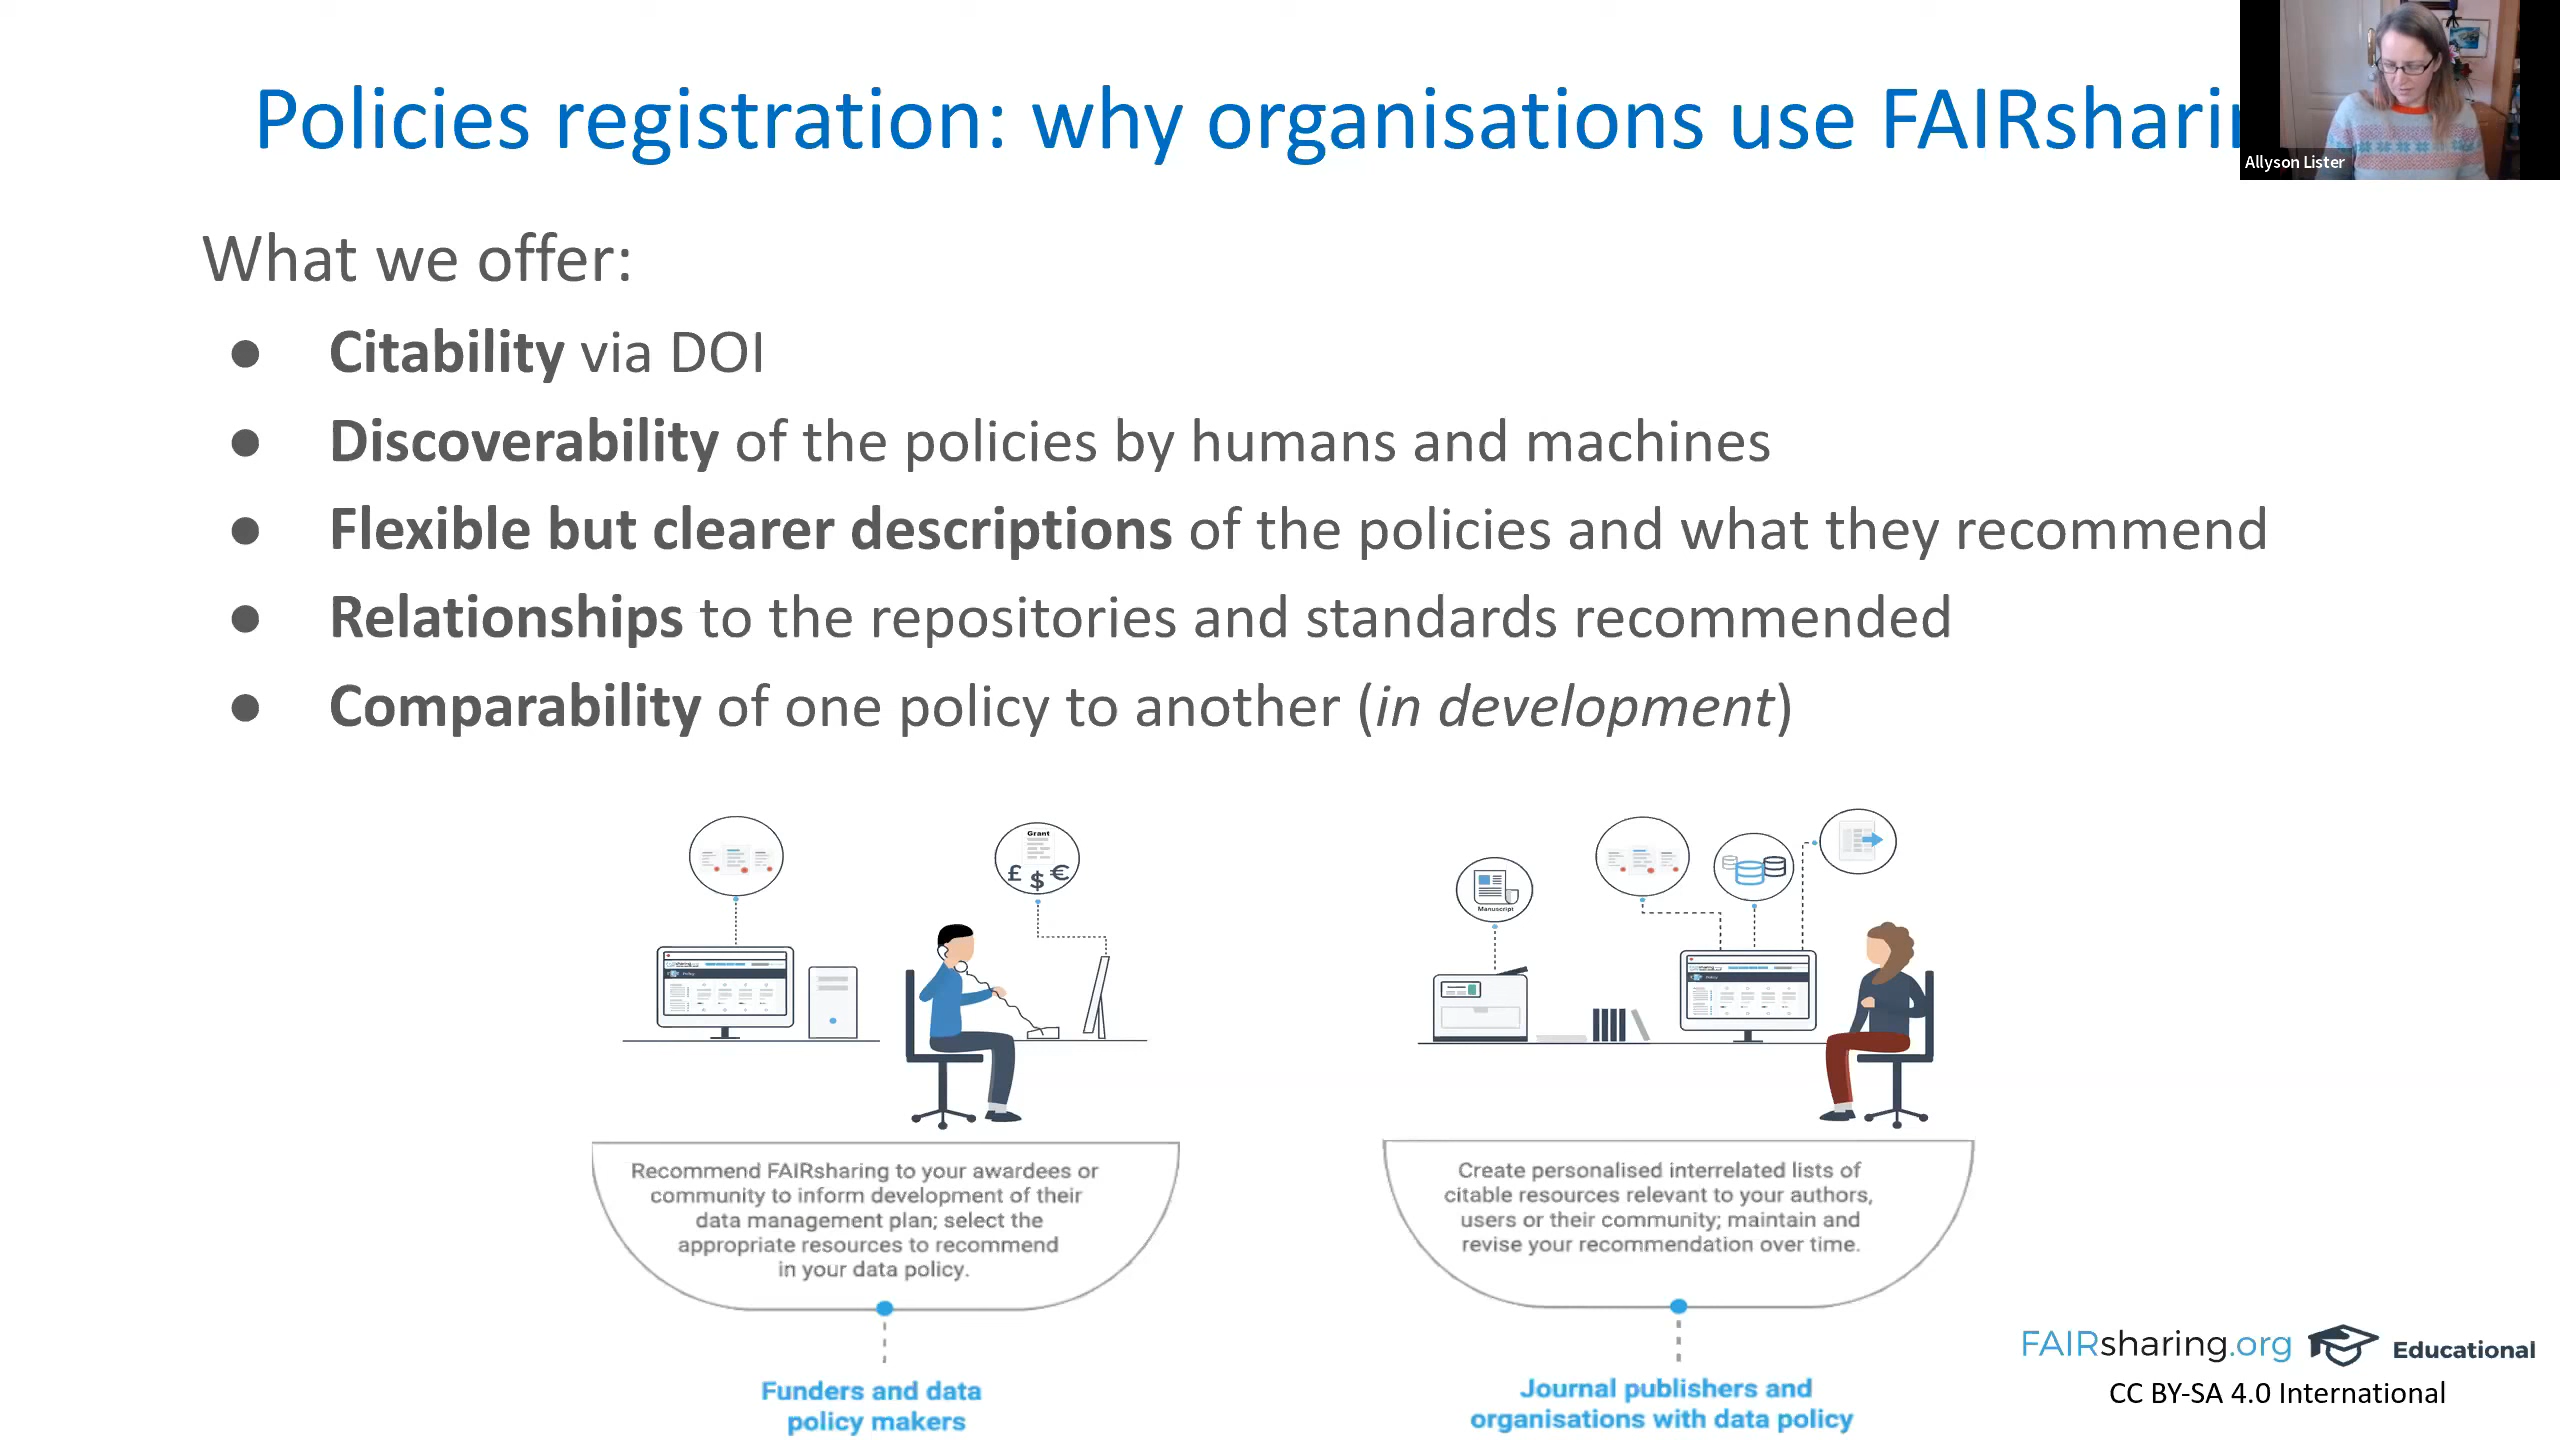 Policies registration: why organisations use FAIRsharin
Allyson Lister
What we offer:
● Citability via DOI
● Discoverability of the policies by humans and machines
● Flexible but clearer descriptions of the policies and what they recommend
● Relationships to the repositories and standards recommended
● Comparability of one policy to another (in development)
Grant
£ $ €
Manuscript
Policy
Policy
Recommend FAIRsharing to your awardees or
community to inform development of their
data management plan; select the
appropriate resources to recommend
in your data policy.
Create personalised interrelated lists of
citable resources relevant to your authors,
users or their community; maintain and
revise your recommendation over time.
Funders and data
policy makers
Journal publishers and
organisations with data policy
FAIRsharing.org Educational
CC BY-SA 4.0 International